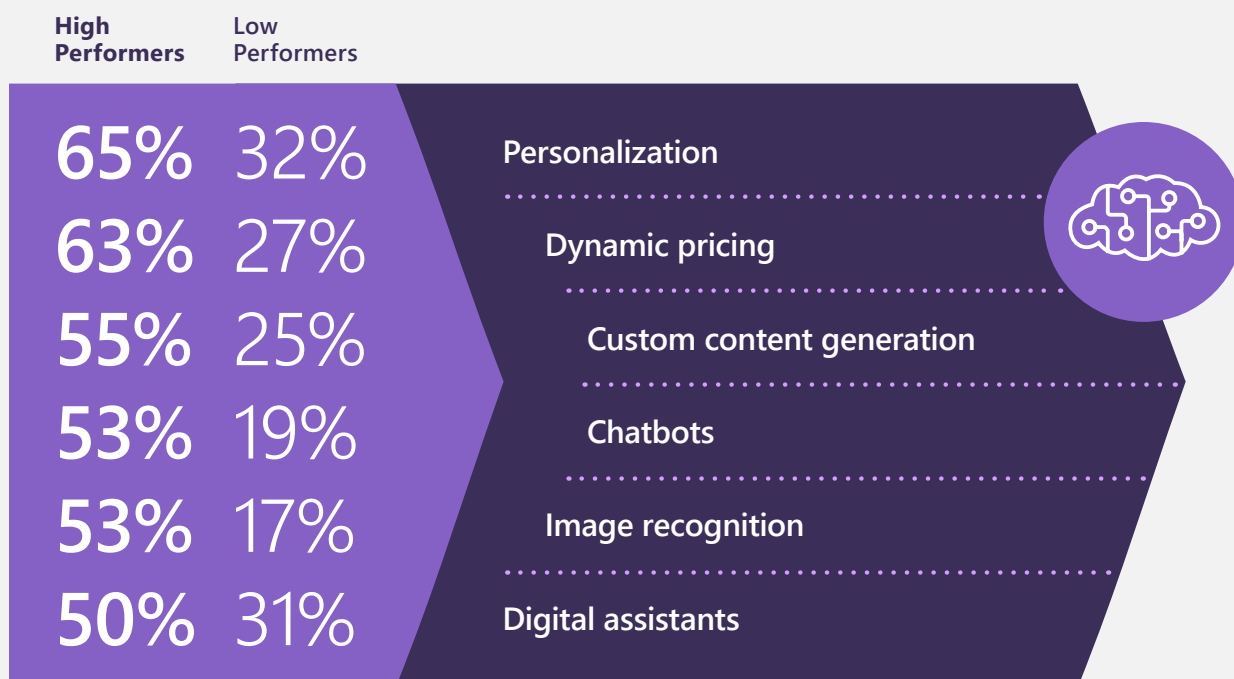 High Low
Performers Performers
65% 32% Personalization
63% 27% Dynamic pricing
55% 25% Custom content generation
53% 19% Chatbots
53% 17% Image recognition
50% 31% Digital assistants